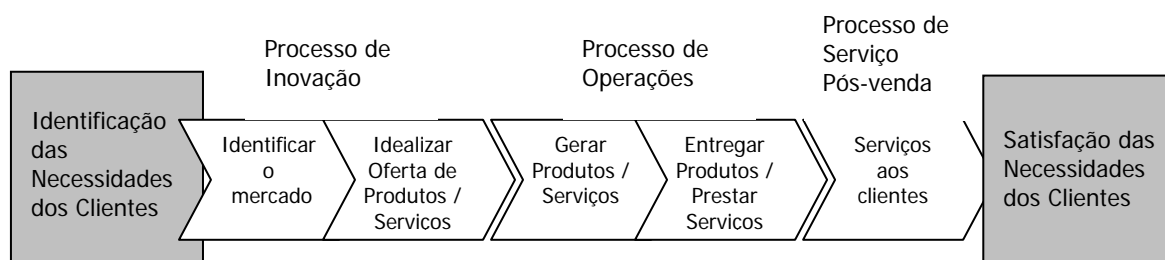 Processo de
Inovação
Processo de
Operações
Processo de
Serviço
Pós-venda
Identificação
das
Necessidades
dos Clientes
Identificar
o
mercado
Idealizar
Oferta de
Produtos /
Servicos
Gerar
Produtos /
Serviços
Entregar
Produtos /
Prestar
Servicos
Serviços
aos
clientes
Satisfação das
Necessidades
dos Clientes